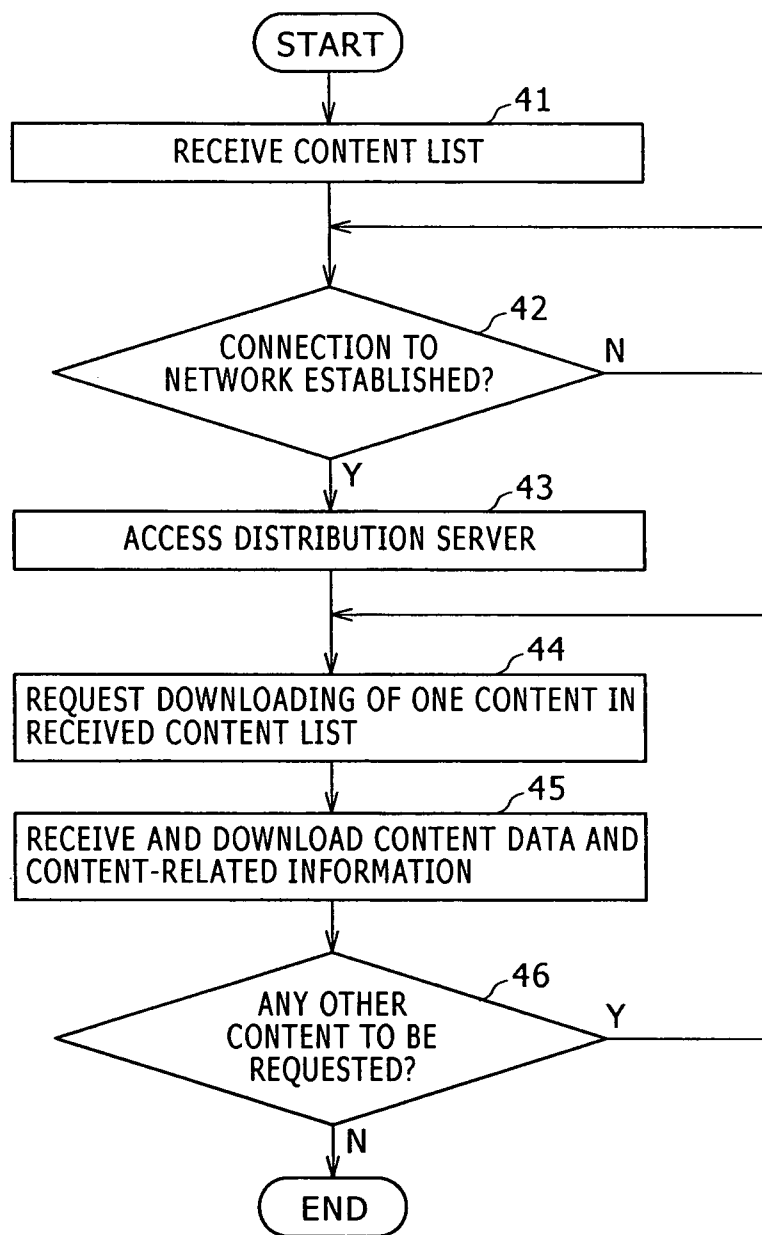 START
41
RECEIVE CONTENT LIST
42
CONNECTION TO
NETWORK ESTABLISHED?
N
Y
43
ACCESS DISTRIBUTION SERVER
44
REQUEST DOWNLOADING OF ONE CONTENT IN
RECEIVED CONTENT LIST
45
RECEIVE AND DOWNLOAD CONTENT DATA AND
CONTENT-RELATED INFORMATION
46
ANY OTHER
CONTENT TO BE
REQUESTED?
Y
N
END